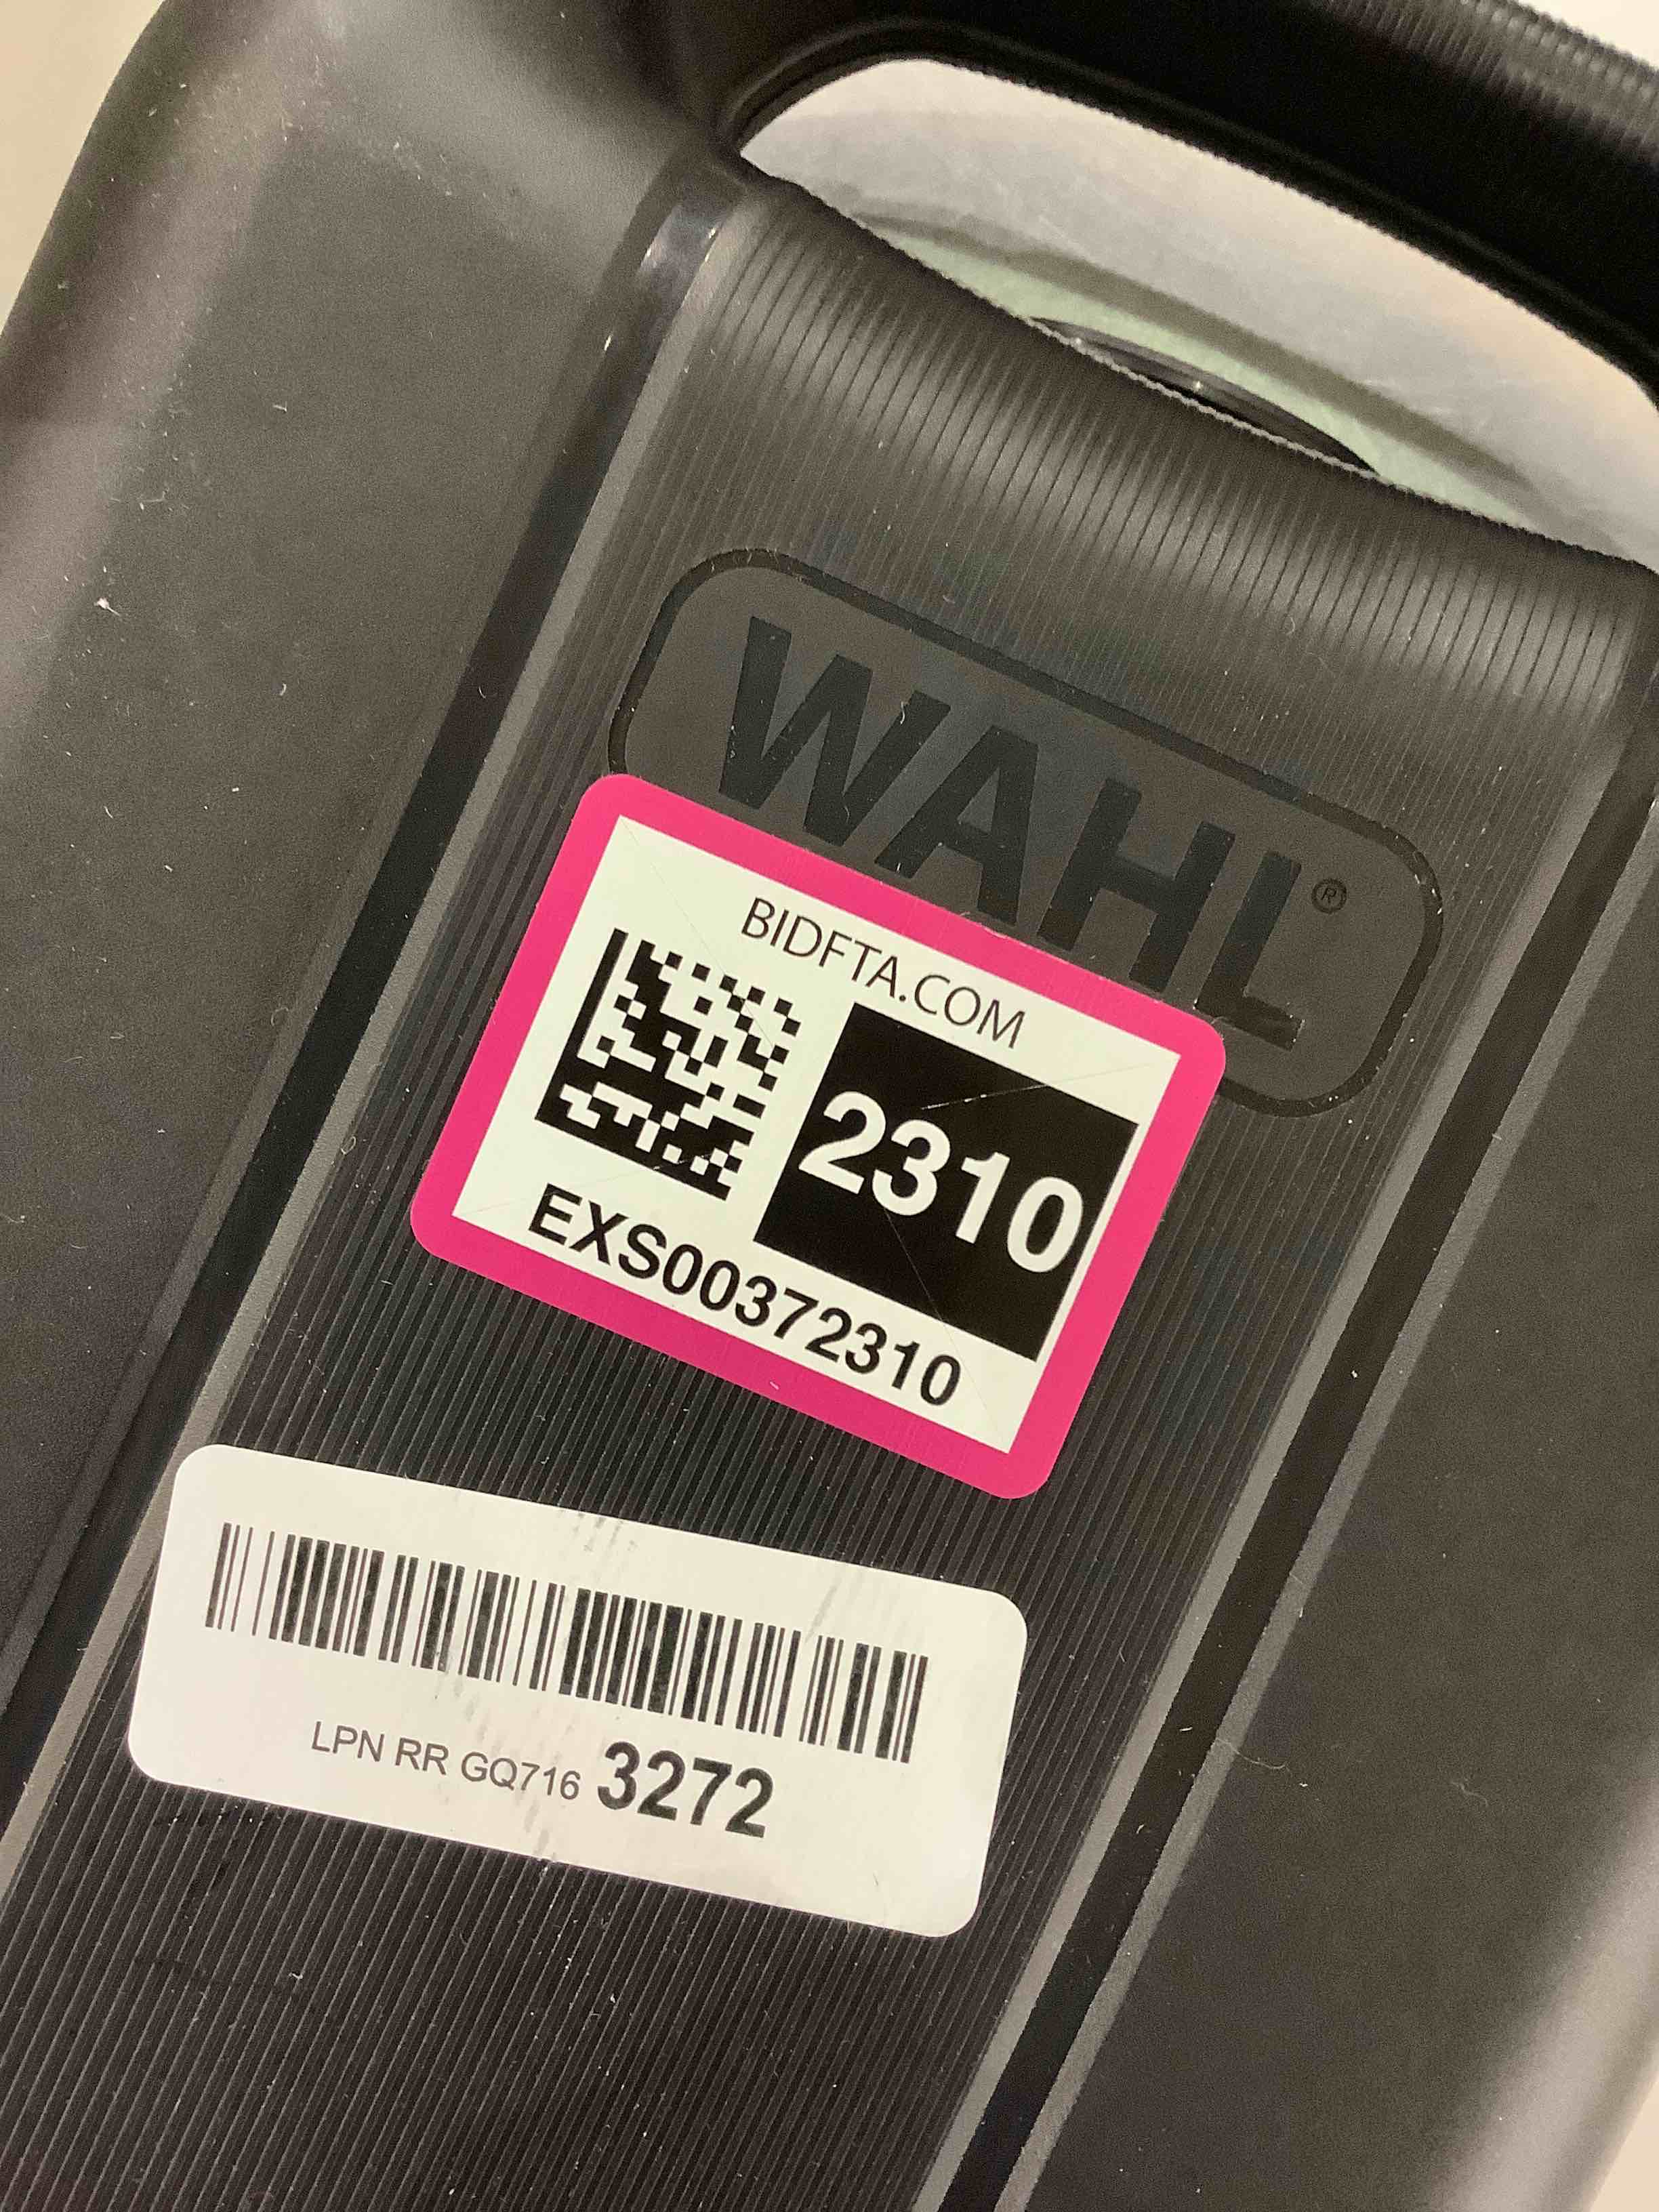 WAHL®
BIDFTA.COM
2310
EXS00372310
LPN RR GQ716 3272